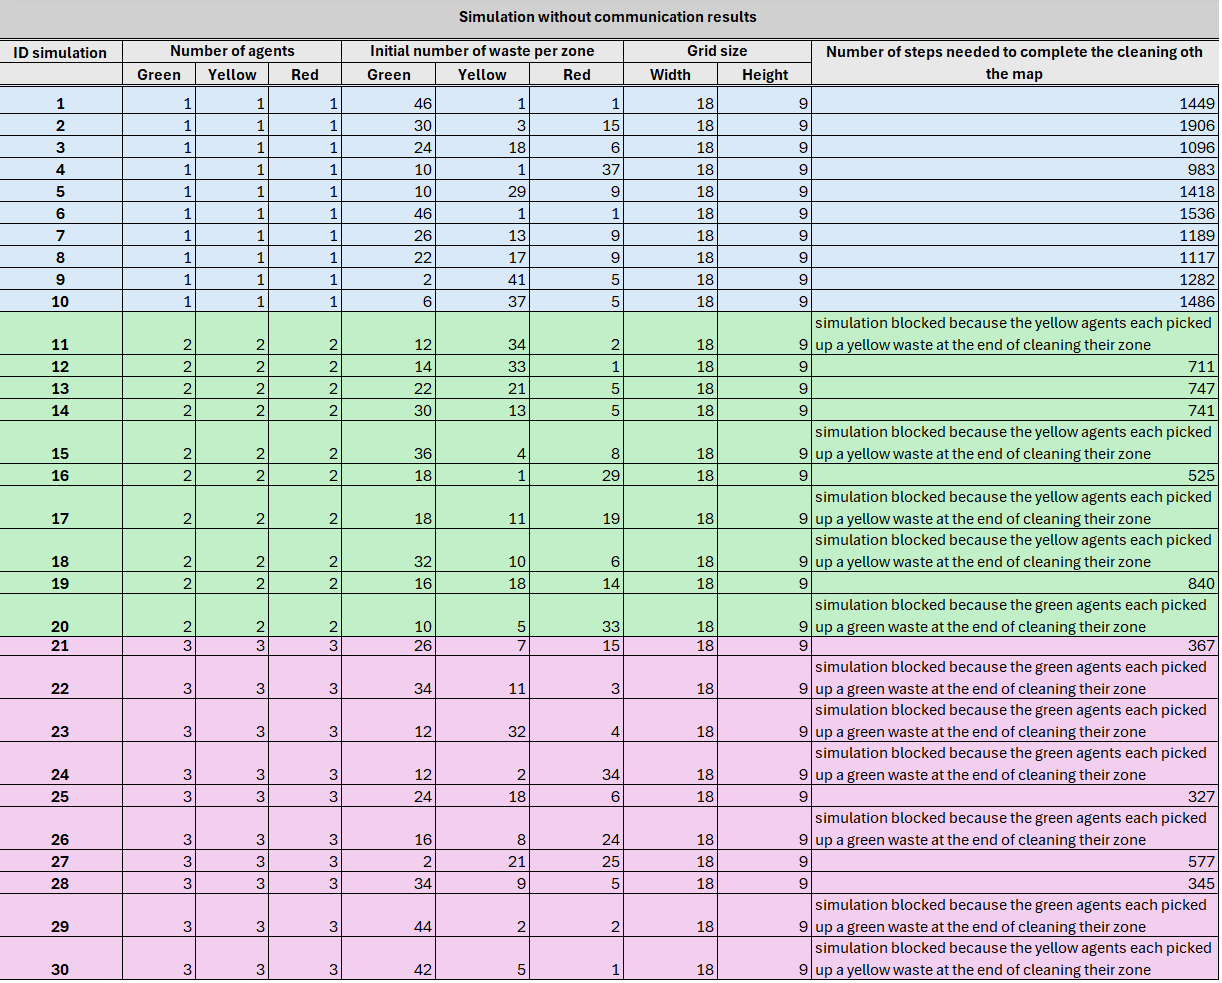 Simulation without communication results
ID simulation Number of agents Initial number of waste per zone Grid size Number of steps needed to complete the cleaning oth
the map
Green Yellow Red Green Yellow Red Width Height
1 1 1 1 46 1 1 18 9 1449
2 1 1 1 30 3 15 18 9 1906
3 1 1 1 24 18 6 18 9 1096
4 1 1 1 10 1 37 18 9 983
5 1 1 1 10 29 9 18 9 1418
6 1 1 1 46 1 1 18 9 1536
7 1 1 1 26 13 9 18 9 1189
8 1 1 1 22 17 9 18 9 1117
9 1 1 1 2 41 5 18 9 1282
10 1 1 1 6 37 5 18 9 1486
simulation blocked because the yellow agents each picked
11 2 2 2 12 34 2 18 9 up a yellow waste at the end of cleaning their zone
12 2 2 2 14 33 1 18 9 711
13 2 2 2 22 21 5 18 9 747
14 2 2 2 30 13 5 18 9 741
simulation blocked because the yellow agents each picked
15 2 2 2 36 4 8 18 9 up a yellow waste at the end of cleaning their zone
16 2 2 2 18 1 29 18 9 525
simulation blocked because the yellow agents each picked
17 2 2 2 18 11 19 18 9 up a yellow waste at the end of cleaning their zone
simulation blocked because the yellow agents each picked
18 2 2 2 32 10 6 18 9 up a yellow waste at the end of cleaning their zone
19 2 2 2 16 18 14 18 9 840
simulation blocked because the green agents each picked
20 2 2 2 10 5 33 18 9 up a green waste at the end of cleaning their zone
21 3 3 3 26 7 15 18 9 367
simulation blocked because the green agents each picked
22 3 3 3 34 11 3 18 9 up a green waste at the end of cleaning their zone
simulation blocked because the green agents each picked
23 3 3 3 12 32 4 18 9 up a green waste at the end of cleaning their zone
simulation blocked because the green agents each picked
24 3 3 3 12 2 34 18 9 up a green waste at the end of cleaning their zone
25 3 3 3 24 18 6 18 9 327
simulation blocked because the green agents each picked
26 3 3 3 16 8 24 18 9 up a green waste at the end of cleaning their zone
27 3 3 3 2 21 25 18 9 577
28 3 3 3 34 9 5 18 9 345
simulation blocked because the green agents each picked
29 3 3 3 44 2 2 18 9 up a green waste at the end of cleaning their zone
simulation blocked because the yellow agents each picked
30 3 3 3 42 5 1 18 9 up a yellow waste at the end of cleaning their zone